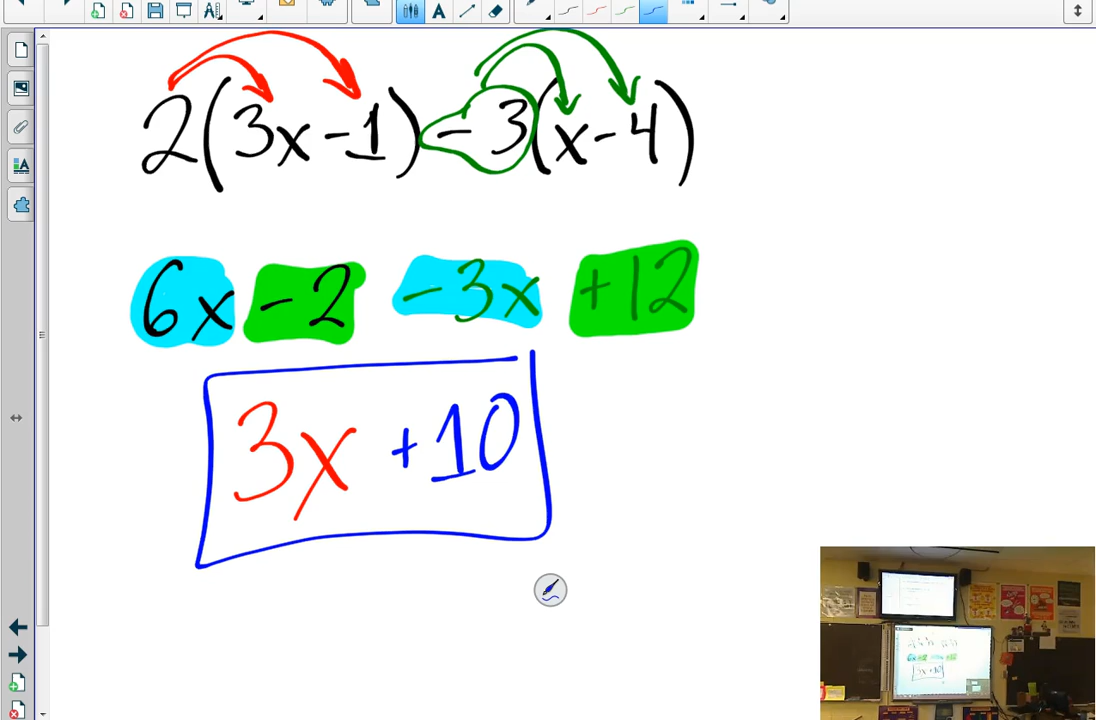 2(3x-1)-3(x-4)
6x-2 -3x +12
3x +10